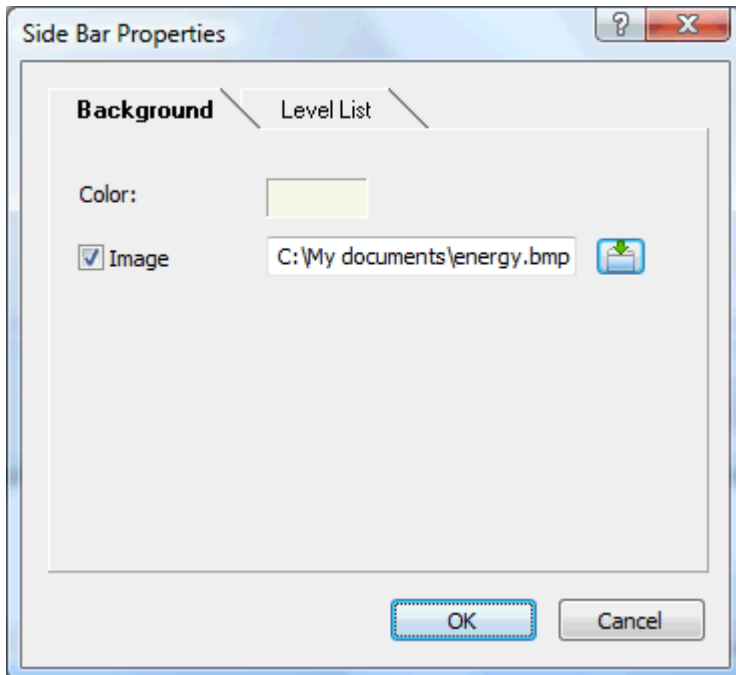 Side Bar Properties
Background Level List
Color:
Image C:\My documents\energy.bmp
OK Cancel